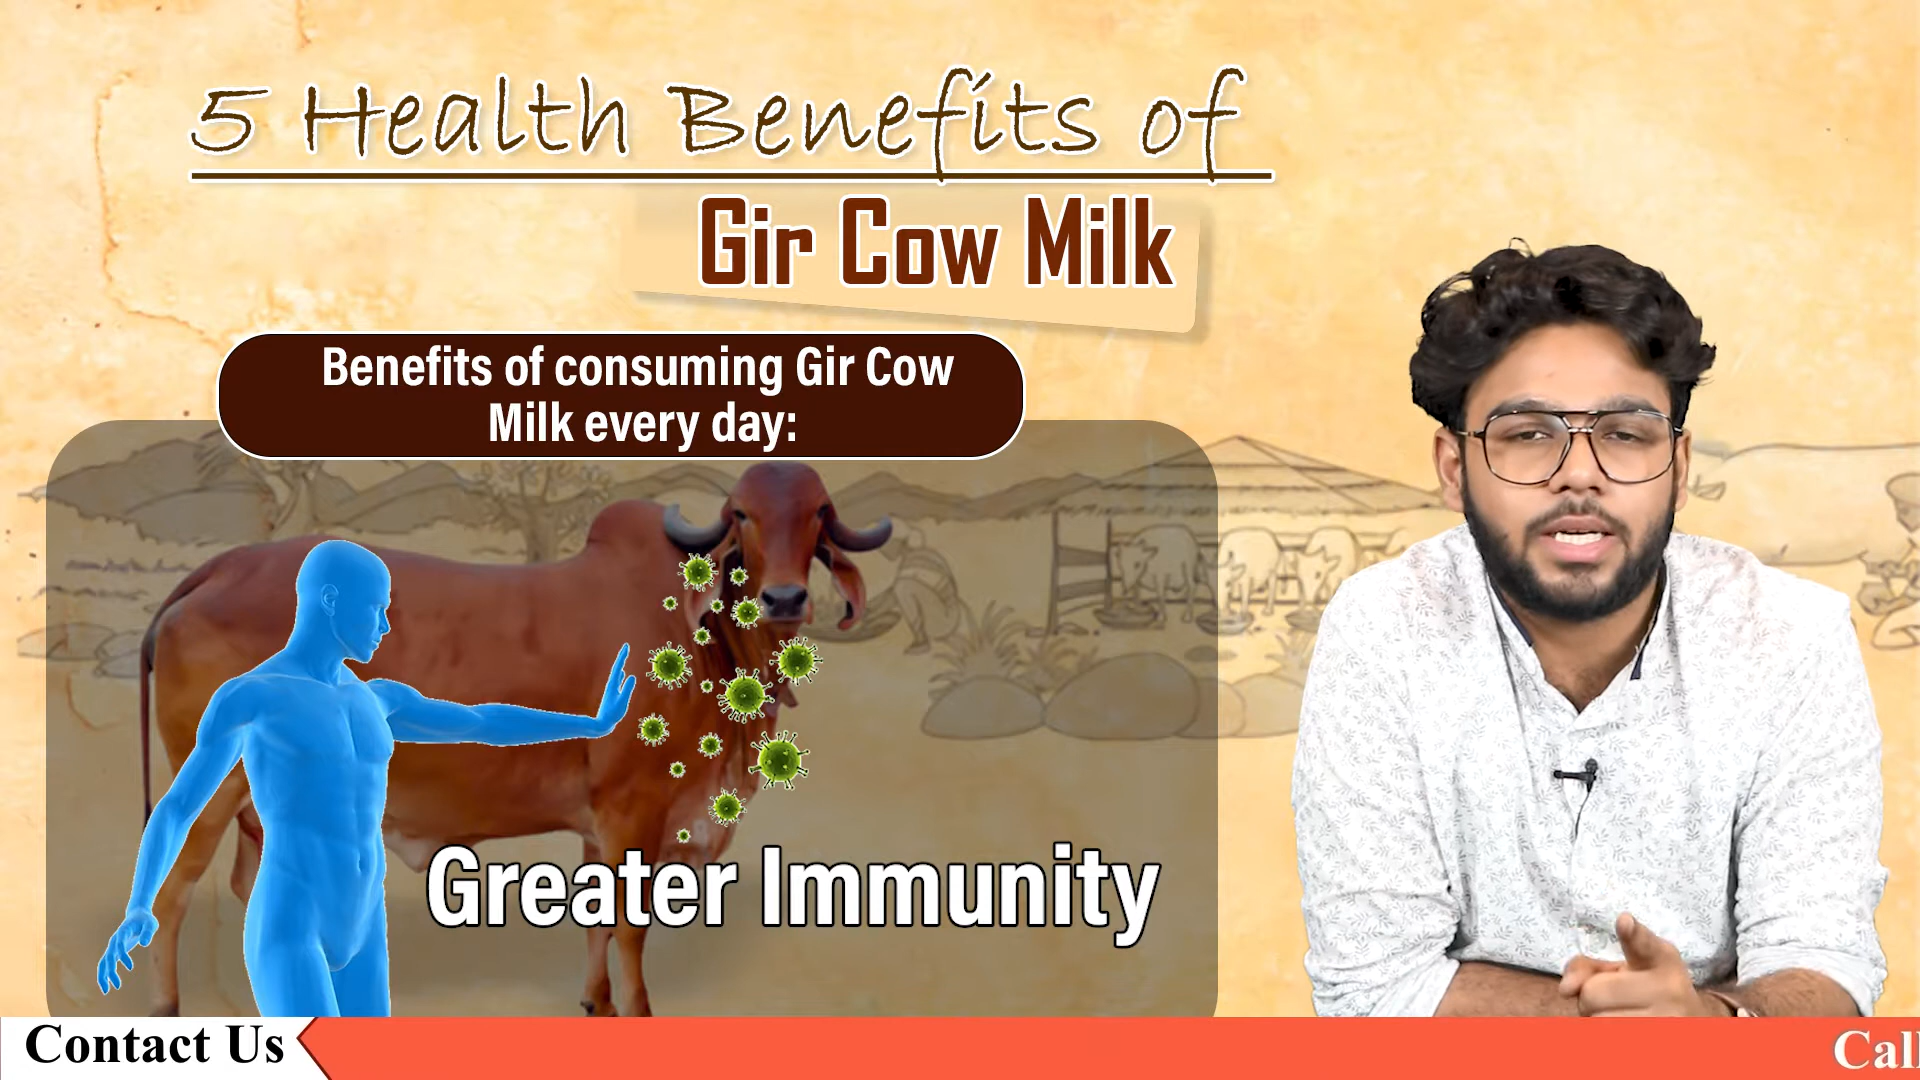 5 Health Benefits of
Gir Cow Milk
Benefits of consuming Gir Cow
Milk every day:
Greater Immunity
Contact Us
Call